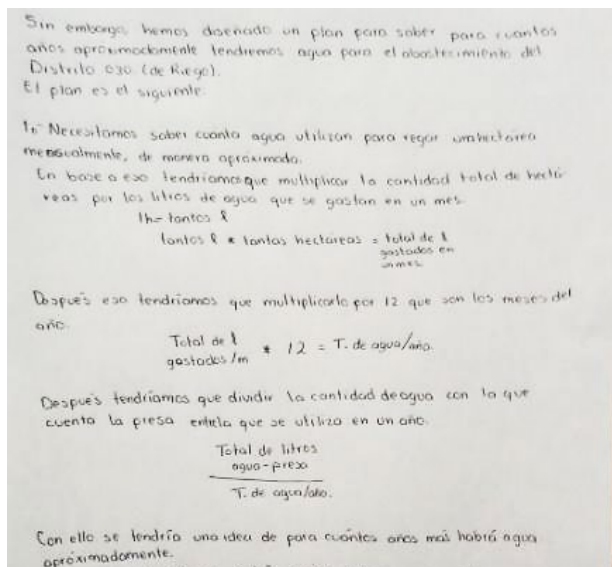 Sin embargo, hemos diseñado un plan para saber para cuantos
años aproximadamente tendremos agua para el abastecimiento del
Distrito 030 (de Riego).
El plan es el siguiente:
1.- Necesitamos saber cuanta agua utilizan para regar una hectárea
mensualmente, de manera aproximada.
En base a eso tendríamos que multiplicar la cantidad total de hectá-
reas por los litros de agua que se gastan en un mes.
1h = tantos l
tantos l * tantas hectareas = total de l
gastados en
un mes
Después eso tendríamos que multiplicarlo por 12 que son los meses del
año.
Total de l
gastados/m * 12 = T. de agua/año.
Después tendríamos que dividir la cantidad de agua con la que
cuenta la presa entre la que se utiliza en un año.
Total de litros
agua-presa
T. de agua/año.
Con ello se tendría una idea de para cuántos años más habrá agua
aproximadamente.